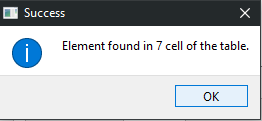 Success
Element found in 7 cell of the table.
OK